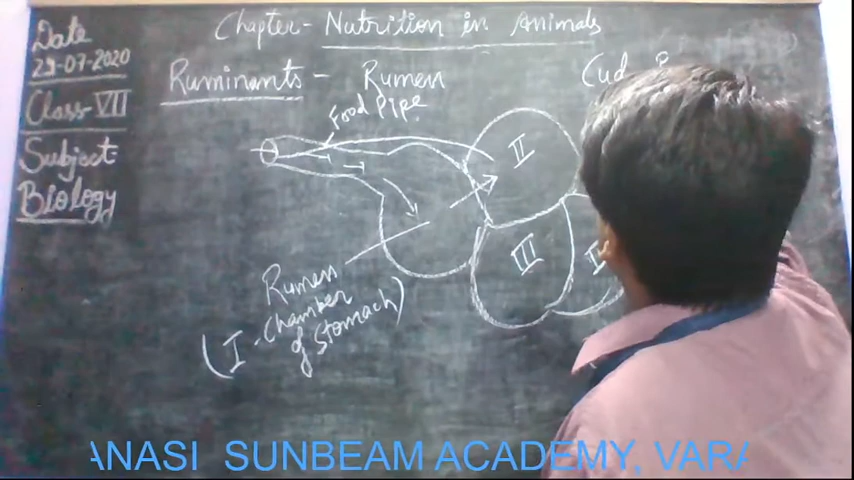 Chapter- Nutrition in Animals
Date
29-07-2020
Class-VII
Subject:
Biology
Ruminants - Rumen
(Cud
Food Pipe
II
III
Rumen
(I-Chamber
of Stomach)
ANASI SUNBEAM ACADEMY, VARA